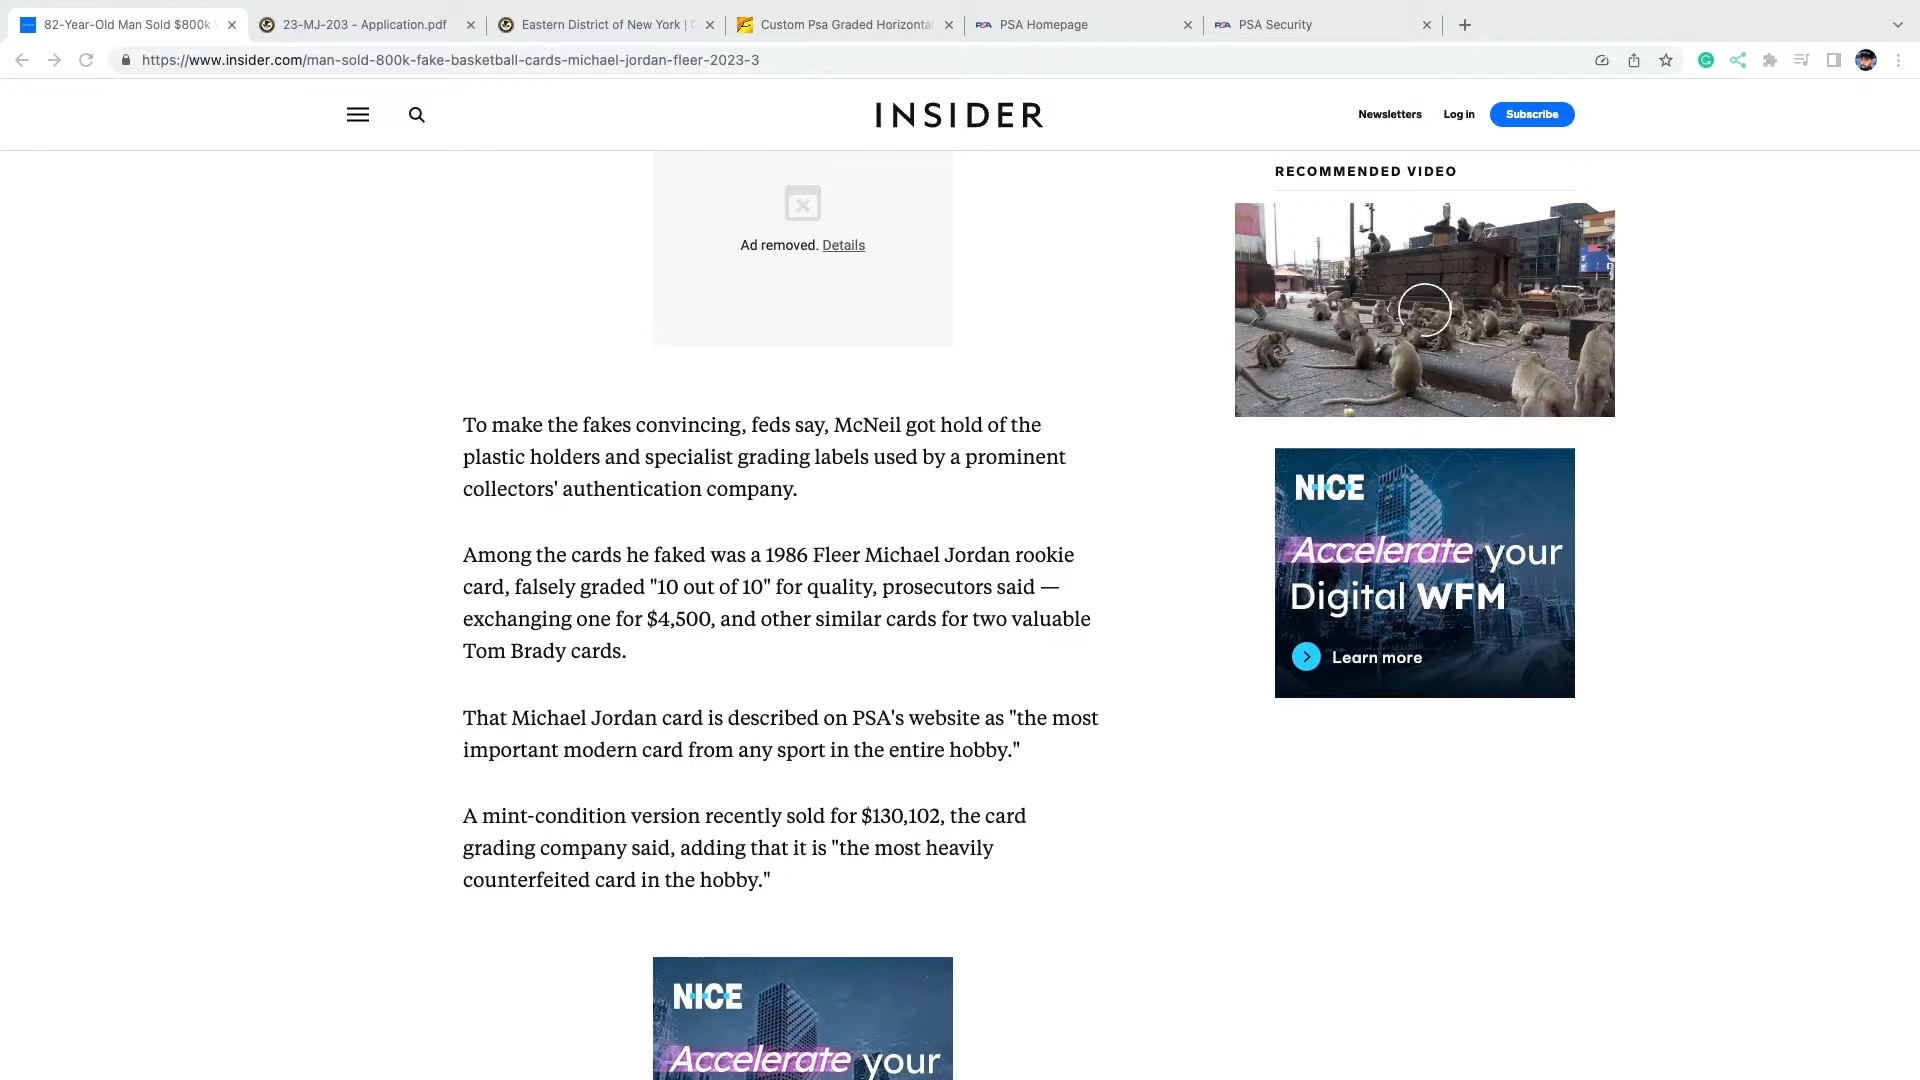 82-Year-Old Man Sold $800k
23-MJ-203 - Application.pdf
Eastern District of New York |
Custom Psa Graded Horizontal
PSA Homepage
PSA Security
https://www.insider.com/man-sold-800k-fake-basketball-cards-michael-jordan-fleer-2023-3
INSIDER
Newsletters
Log in
Subscribe
Ad removed. Details
RECOMMENDED VIDEO
To make the fakes convincing, feds say, McNeil got hold of the
plastic holders and specialist grading labels used by a prominent
collectors' authentication company.
Among the cards he faked was a 1986 Fleer Michael Jordan rookie
card, falsely graded "10 out of 10" for quality, prosecutors said —
exchanging one for $4,500, and other similar cards for two valuable
Tom Brady cards.
That Michael Jordan card is described on PSA's website as "the most
important modern card from any sport in the entire hobby."
A mint-condition version recently sold for $130,102, the card
grading company said, adding that it is "the most heavily
counterfeited card in the hobby."
NICE
Accelerate your
Digital WFM
Learn more
NICE
Accelerate your